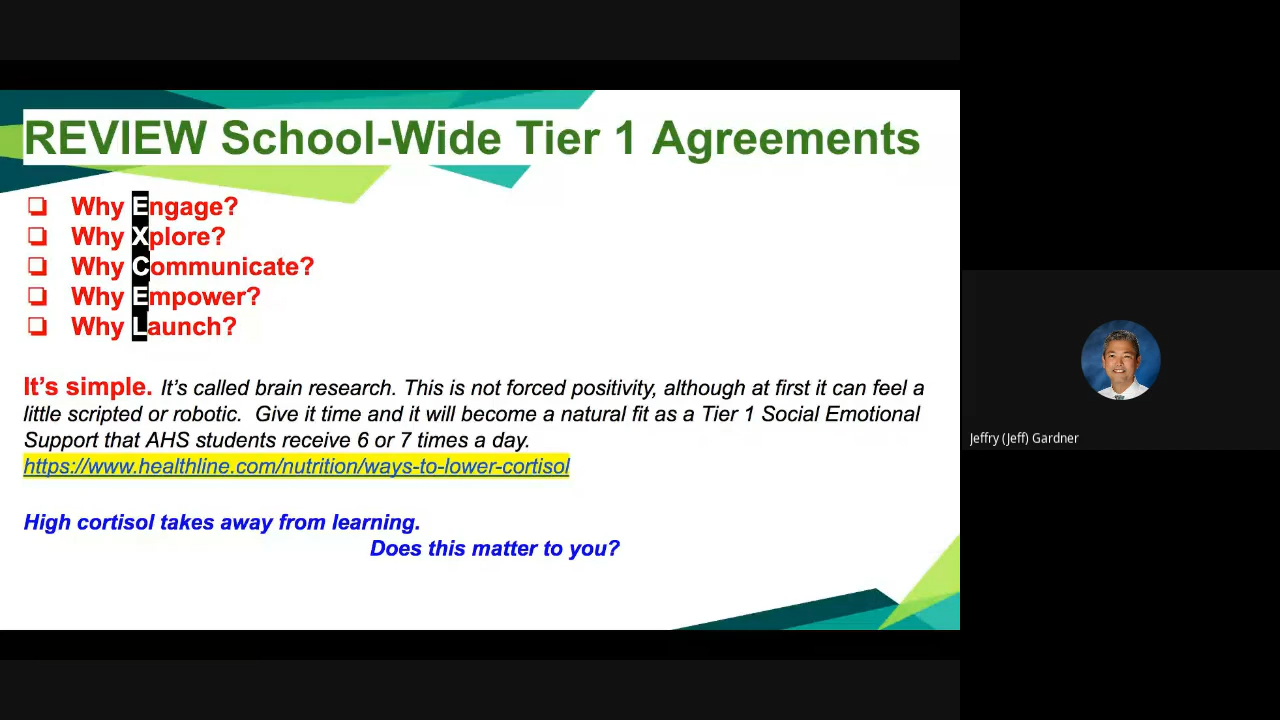 REVIEW School-Wide Tier 1 Agreements
❏ Why Engage?
❏ Why Xplore?
❏ Why Communicate?
❏ Why Empower?
❏ Why Launch?
It's simple. It's called brain research. This is not forced positivity, although at first it can feel a
little scripted or robotic. Give it time and it will become a natural fit as a Tier 1 Social Emotional
Support that AHS students receive 6 or 7 times a day.
https://www.healthline.com/nutrition/ways-to-lower-cortisol
High cortisol takes away from learning.
Does this matter to you?
Jeffry (Jeff) Gardner